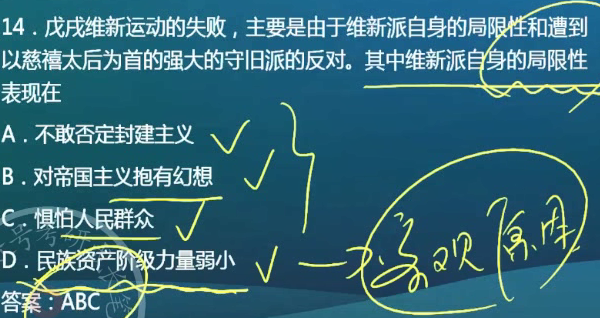 14．戊戌维新运动的失败，主要是由于维新派自身的局限性和遭到
以慈禧太后为首的强大的守旧派的反对。其中维新派自身的局限性
表现在
A．不敢否定封建主义
B．对帝国主义抱有幻想
C　惧怕人民群众
D．民族资产阶级力量弱小
客观原因
答案：ABC